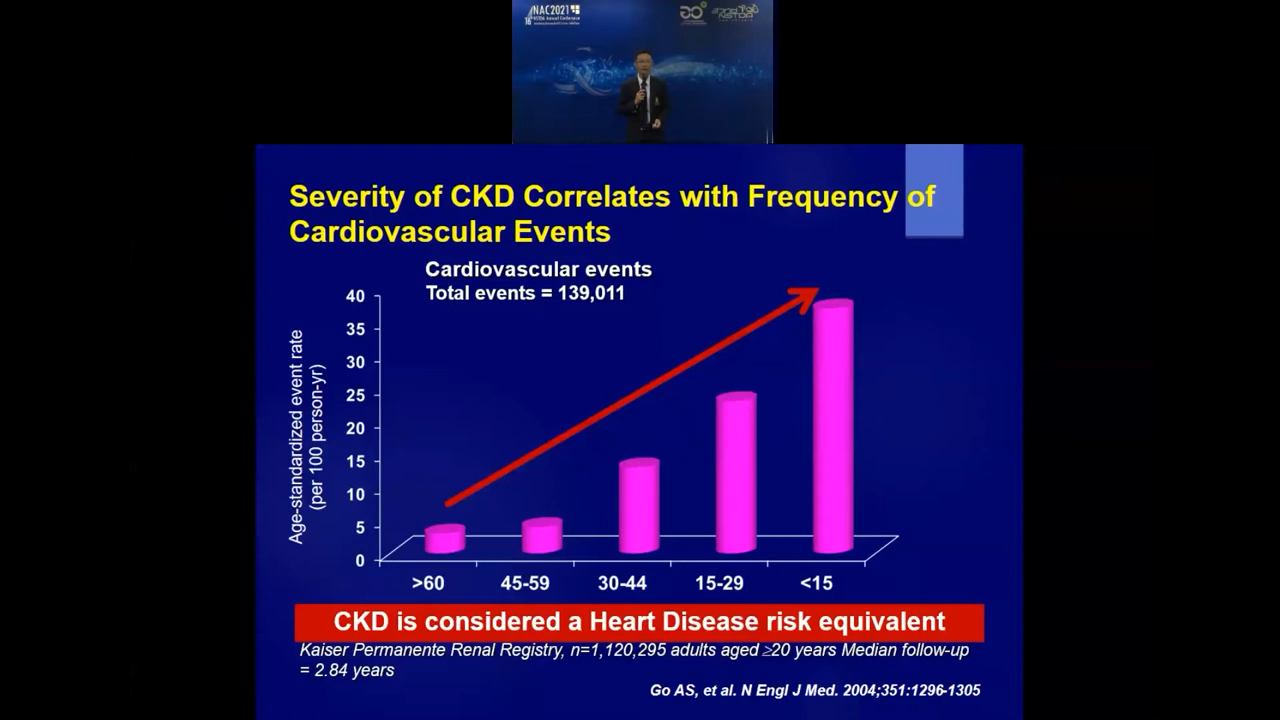 NAC2021
NSTDA Annual Conference
Severity of CKD Correlates with Frequency of
Cardiovascular Events
Cardiovascular events
Total events = 139,011
Age-standardized event rate
(per 100 person-yr)
40
35
30
25
20
15
10
5
0
>60
45-59
30-44
15-29
<15
CKD is considered a Heart Disease risk equivalent
Kaiser Permanente Renal Registry, n=1,120,295 adults aged ≥20 years Median follow-up
= 2.84 years
Go AS, et al. N Engl J Med. 2004;351:1296-1305